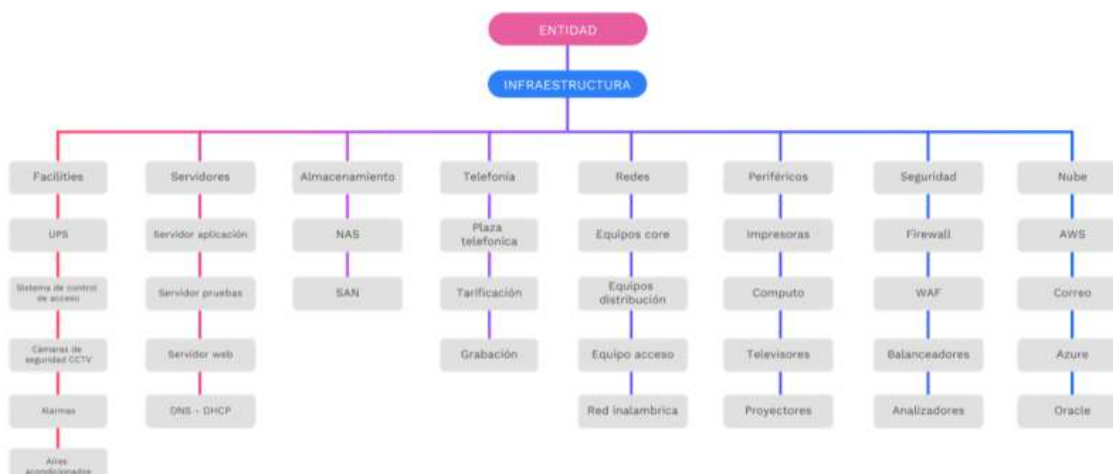 ENTIDAD
INFRAESTRUCTURA
Facilities
Servidores
Almacenamiento
Telefonía
Redes
Periféricos
Seguridad
Nube
UPS
Servidor aplicación
NAS
Plaza
telefonica
Equipos core
Impresoras
Firewall
AWS
Sistema de control
de acceso
Servidor pruebas
SAN
Tarificación
Equipos
distribución
Computo
WAF
Correo
Cámaras de
seguridad CCTV
Servidor web
Grabación
Equipo acceso
Televisores
Balanceadores
Azure
Alarmas
DNS - DHCP
Red inalambrica
Proyectores
Analizadores
Oracle
Aires
acondicionados